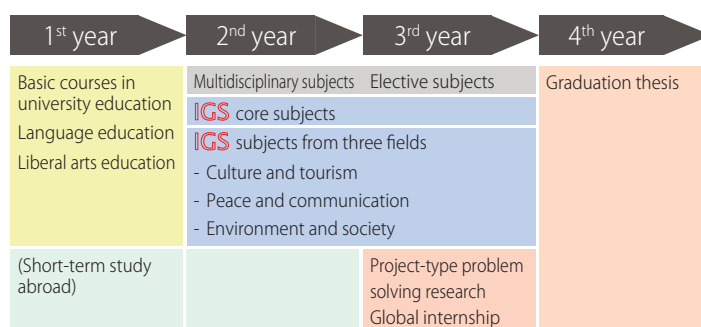 1st year
2nd year
3rd year
4th year
Basic courses in
university education
Language education
Liberal arts education
Multidisciplinary subjects
Elective subjects
IGS core subjects
IGS subjects from three fields
- Culture and tourism
- Peace and communication
- Environment and society
Graduation thesis
(Short-term study
abroad)
Project-type problem
solving research
Global internship